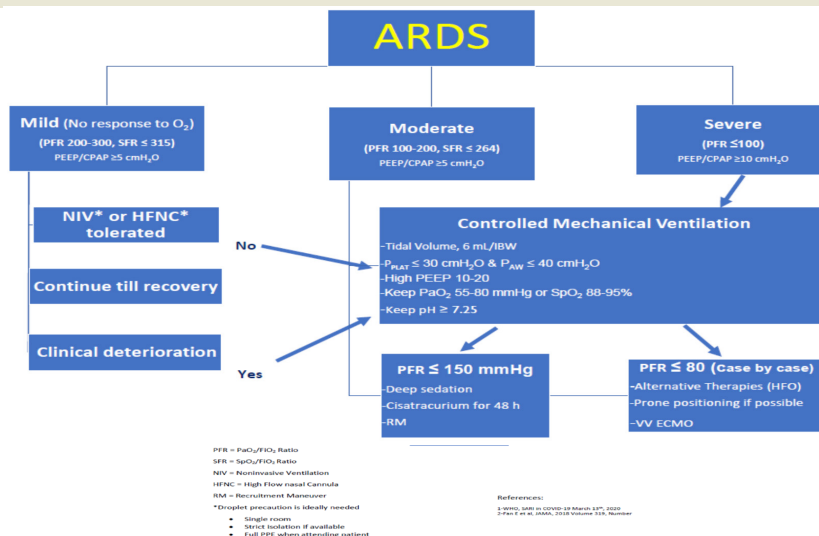 ARDS
Mild (No response to O₂)
(PFR 200-300, SFR ≤ 315)
PEEP/CPAP ≥5 cmH₂O
Moderate
(PFR 100-200, SFR ≤ 264)
PEEP/CPAP ≥5 cmH₂O
Severe
(PFR ≤100)
PEEP/CPAP ≥10 cmH₂O
NIV* or HFNC*
tolerated
No
Continue till recovery
Clinical deterioration
Yes
Controlled Mechanical Ventilation
-Tidal Volume, 6 mL/IBW
-P_PLAT ≤ 30 cmH₂O & P_AW ≤ 40 cmH₂O
-High PEEP 10-20
-Keep PaO₂ 55-80 mmHg or SpO₂ 88-95%
-Keep pH ≥ 7.25
PFR ≤ 150 mmHg
-Deep sedation
-Cisatracurium for 48 h
-RM
PFR ≤ 80 (Case by case)
-Alternative Therapies (HFO)
-Prone positioning if possible
-VV ECMO
PFR = PaO₂/FIO₂ Ratio
SFR = SpO₂/FIO₂ Ratio
NIV = Noninvasive Ventilation
HFNC = High Flow nasal Cannula
RM = Recruitment Maneuver
*Droplet precaution is ideally needed
• Single room
• Strict isolation if available
• Full PPE when attending patient
References:
1-WHO, SARI in COVID-19 March 13th, 2020
2-Fan E et al, JAMA, 2018 Volume 319, Number